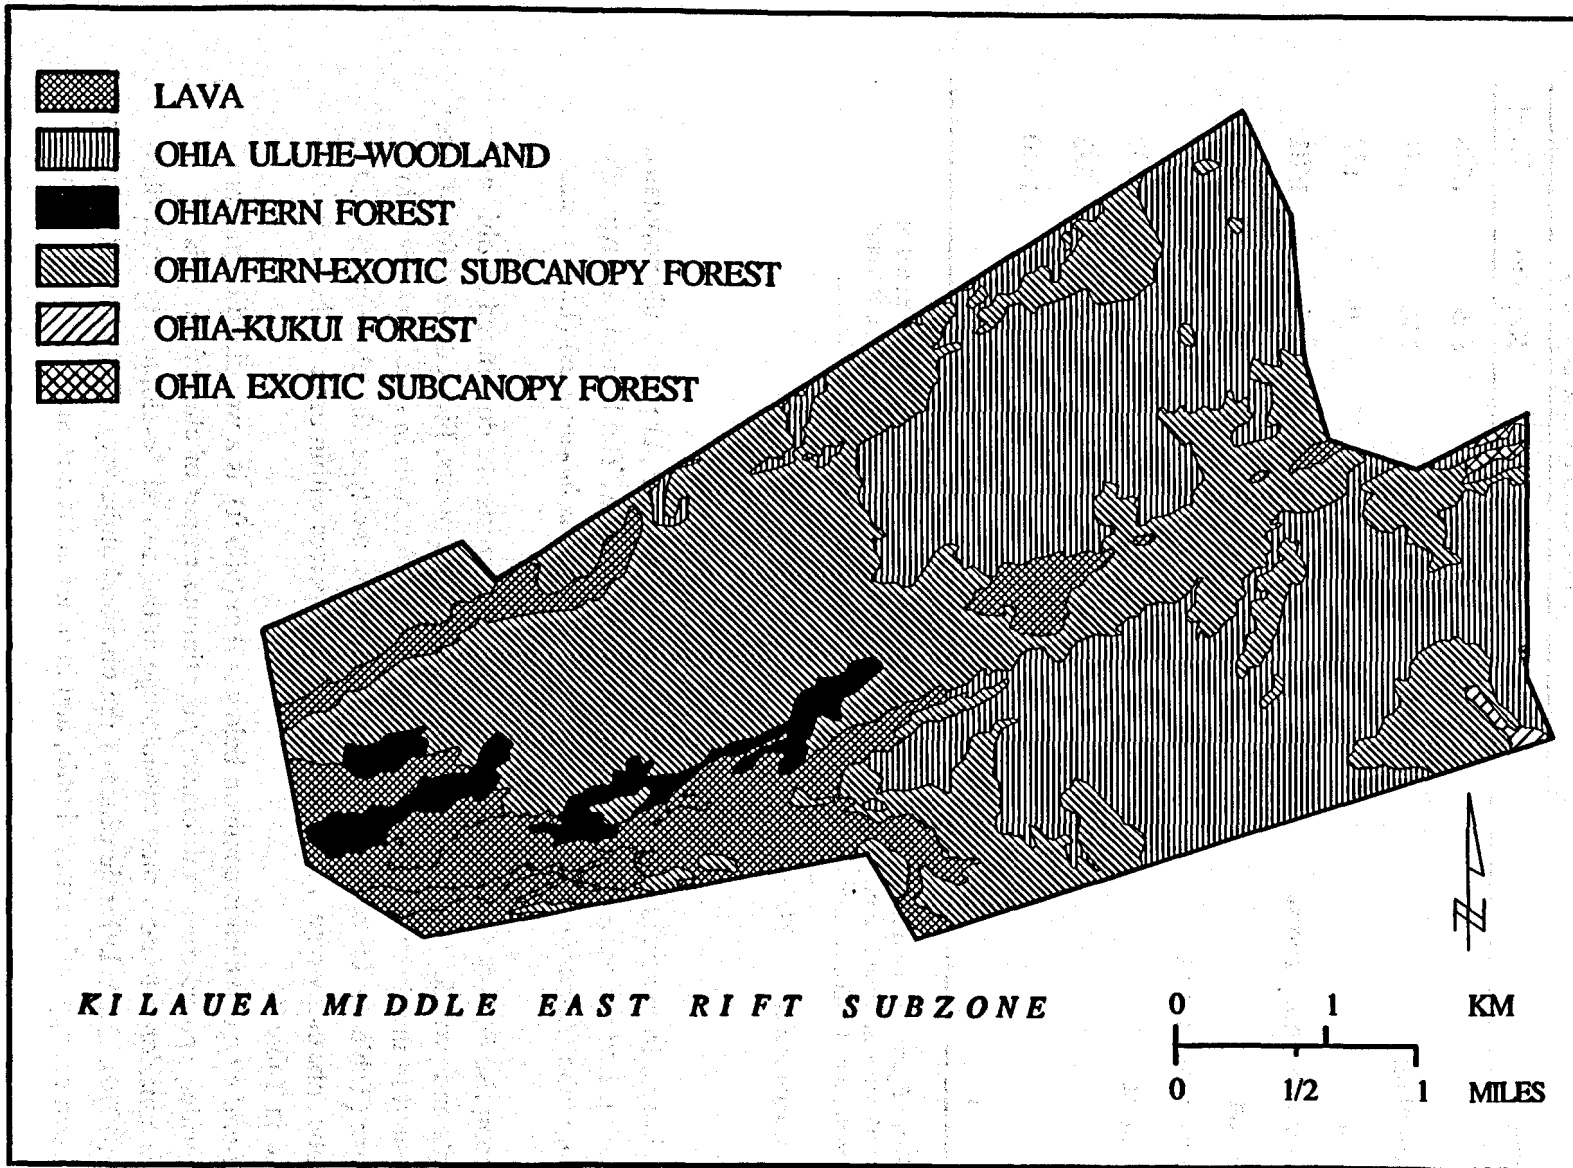 LAVA
OHIA ULUHE-WOODLAND
OHIA/FERN FOREST
OHIA/FERN-EXOTIC SUBCANOPY FOREST
OHIA-KUKUI FOREST
OHIA EXOTIC SUBCANOPY FOREST
N
KILAUEA MIDDLE EAST RIFT SUBZONE
0 1 KM
0 1/2 1 MILES